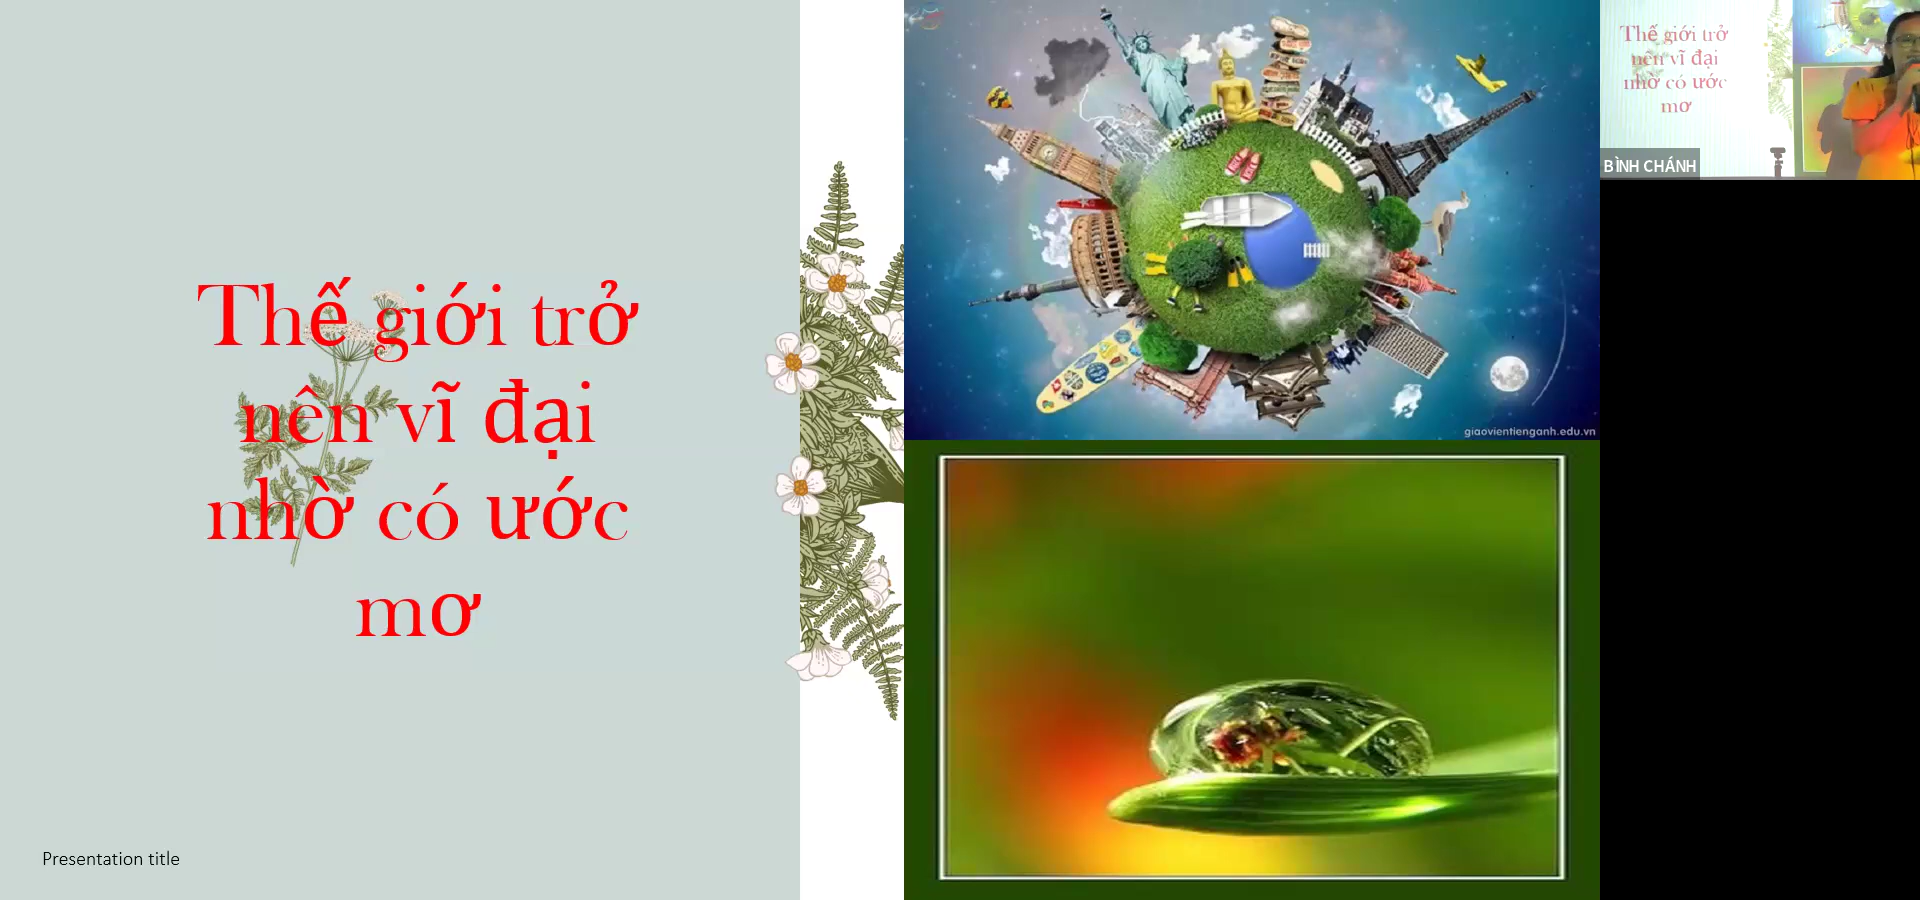 Thế giới trở
nên vĩ đại
nhờ có ước
mơ
Presentation title
giaovientienganh.edu.vn
Thế giới trở
nên vĩ đại
nhờ có ước
mơ
BÌNH CHÁNH